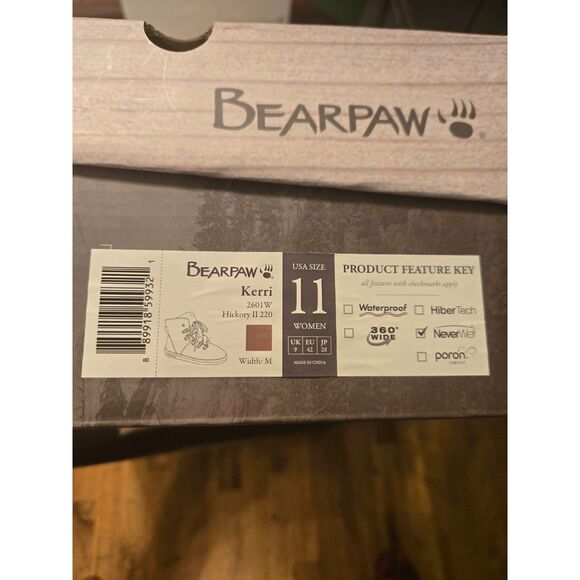 BEARPAW®
8 89918 59932 1
BEARPAW
Kerri
2601W
Hickory II 220
Width: M
USA SIZE
11
WOMEN
UK EU JP
9 42 28
MADE IN CHINA
PRODUCT FEATURE KEY
all features with checkmarks apply
Waterproof HiberTech
360° WIDE NeverWet
poron
COMFORT